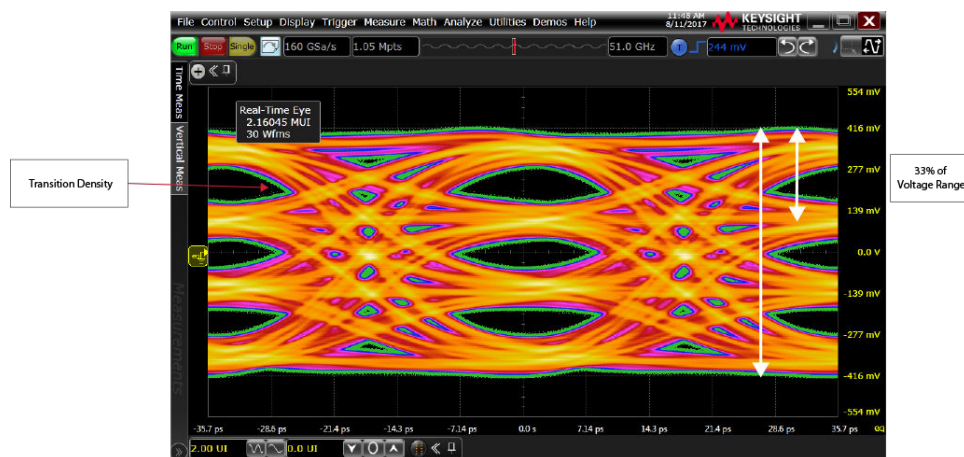 File Control Setup Display Trigger Measure Math Analyze Utilities Demos Help
11:48 AM
8/11/2017
KEYSIGHT
TECHNOLOGIES
Run Stop Single 160 GSa/s 1.05 Mpts 51.0 GHz T 244 mV
Time Meas
Vertical Meas
Measurements
Real-Time Eye
2.16045 MUI
30 Wfms
Transition Density
33% of
Voltage Range
554 mV
416 mV
277 mV
139 mV
0.0 V
-139 mV
-277 mV
-416 mV
-554 mV
-35.7 ps -28.6 ps -21.4 ps -14.3 ps -7.14 ps 0.0 s 7.14 ps 14.3 ps 21.4 ps 28.6 ps 35.7 ps
2.00 UI 0.0 UI